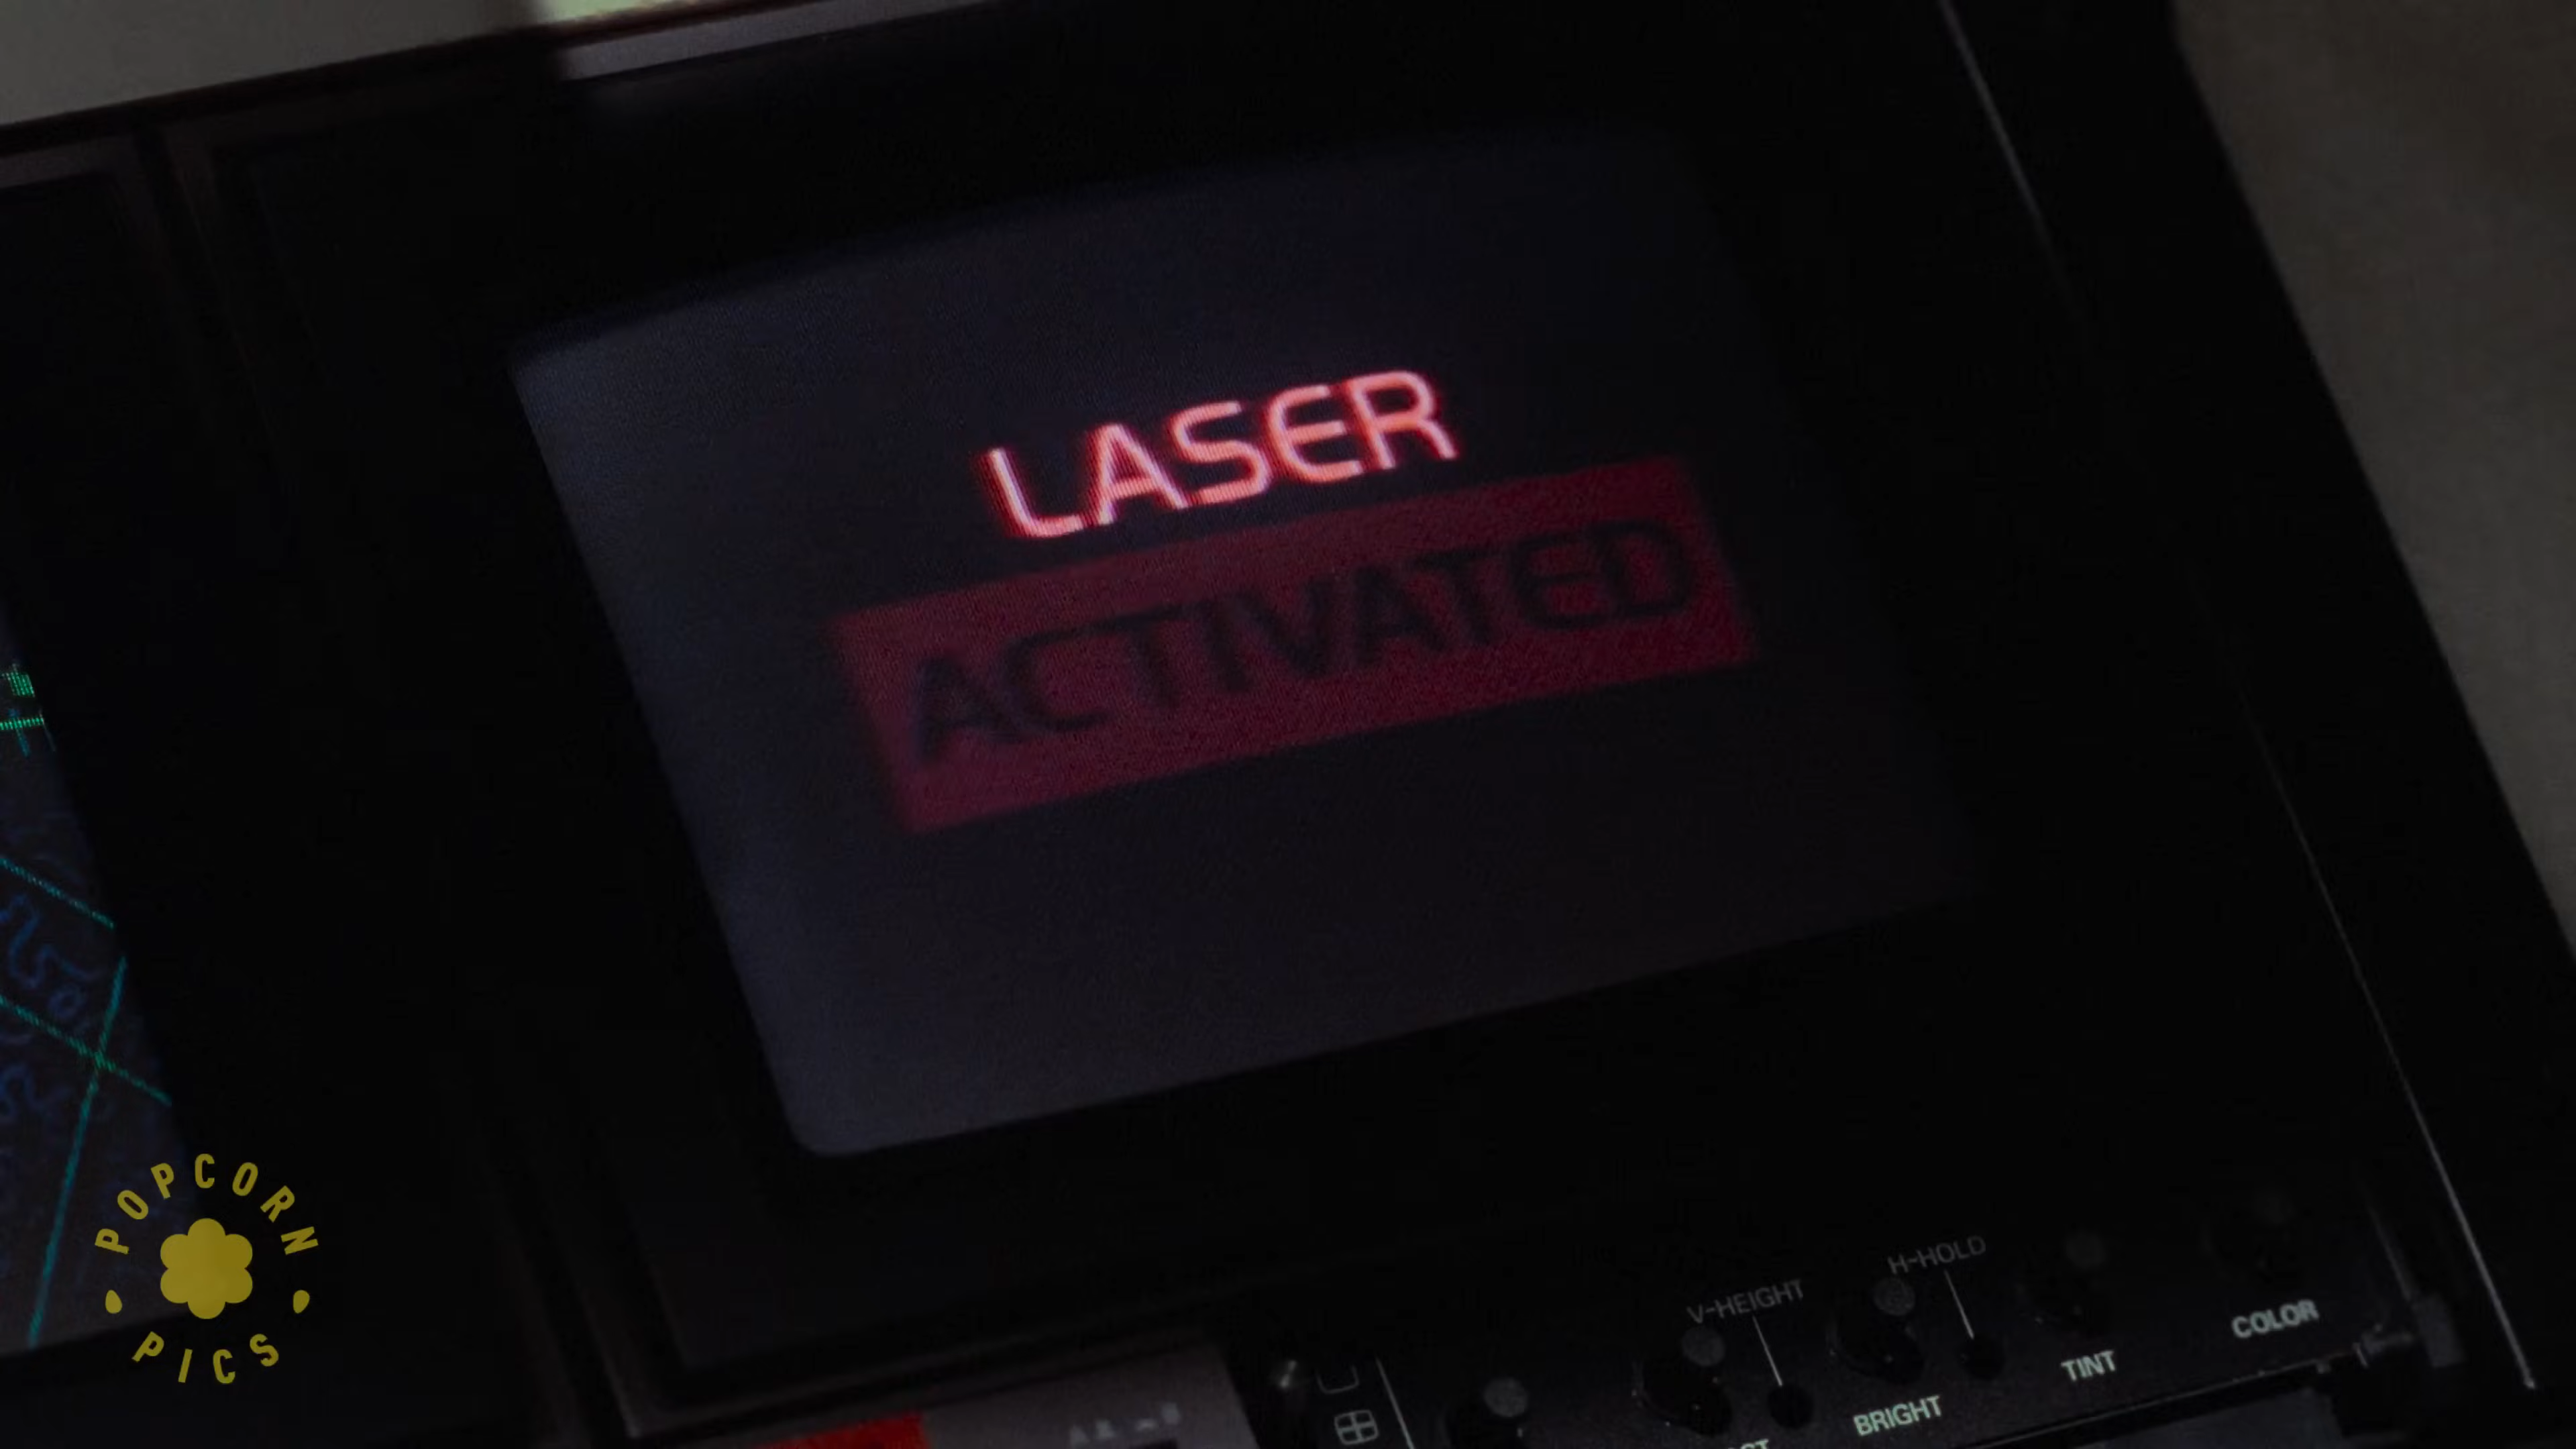 LASER
ACTIVATED
V-HEIGHT
H-HOLD
BRIGHT
TINT
COLOR
POPCORN
PICS